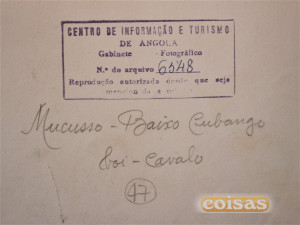 CENTRO DE INFORMAÇÃO E TURISMO
DE ANGOLA
Gabinete - Fotográfico
N.º do arquivo 6548
Reprodução autorizada desde que seja
Mucusso - Baixo Cubango
boi - Cavalo
47
coisas